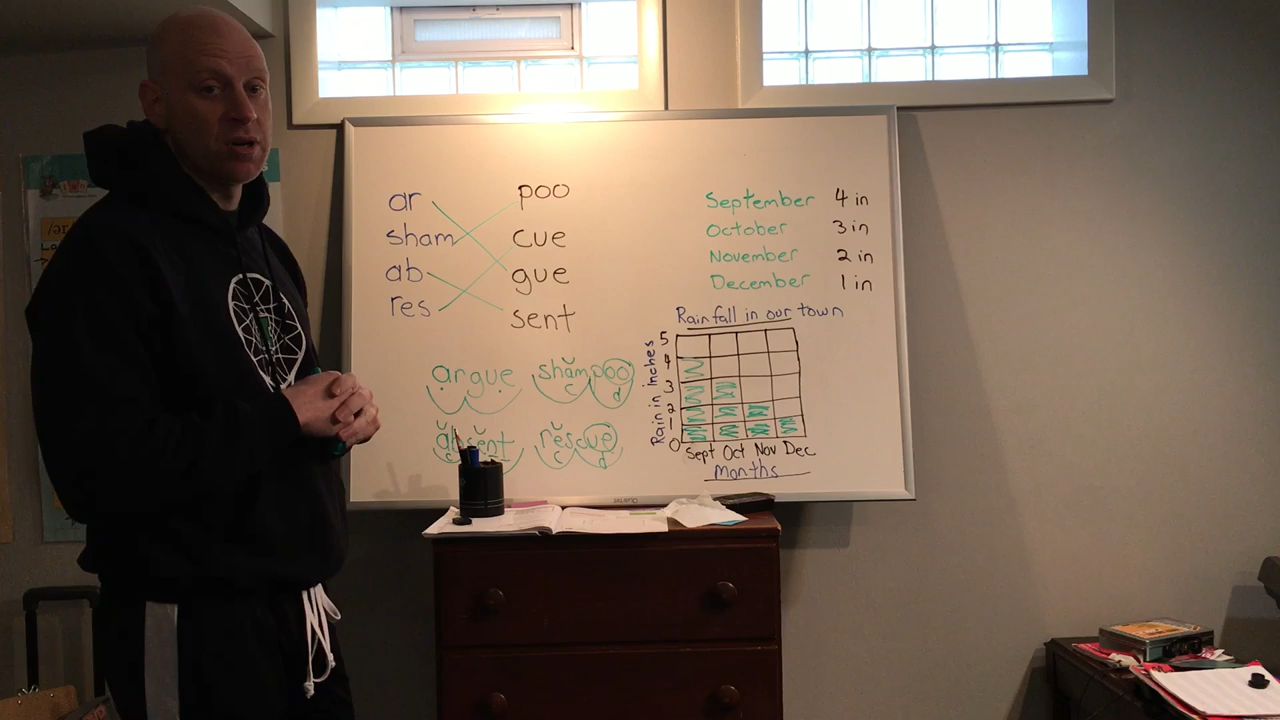 ar
sham
ab
res
poo
cue
gue
sent
argue shampoo
c d
absent rescue
c c d
September 4 in
October 3 in
November 2 in
December 1 in
Rainfall in our town
Rain in Inches
5
4
3
2
1
0
Sept Oct Nov Dec
Months
QUARTET
/ər